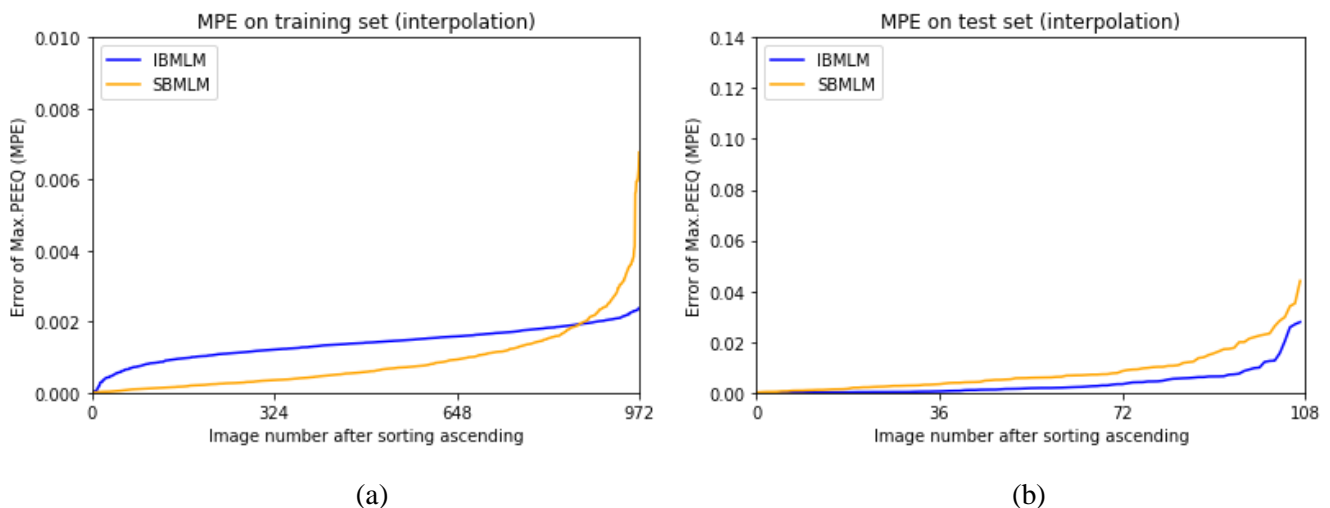 MPE on training set (interpolation)
0.010
0.008
0.006
0.004
0.002
0.000
Error of Max.PEEQ (MPE)
IBMLM
SBMLM
0 324 648 972
Image number after sorting ascending
(a)
MPE on test set (interpolation)
0.14
0.12
0.10
0.08
0.06
0.04
0.02
0.00
Error of Max.PEEQ (MPE)
IBMLM
SBMLM
0 36 72 108
Image number after sorting ascending
(b)